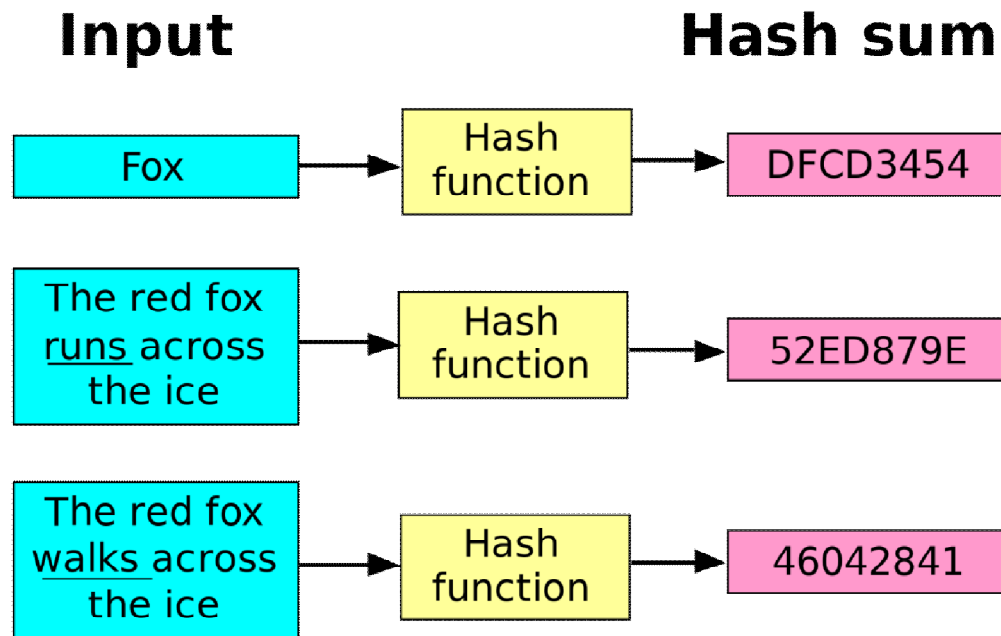 Input
Hash sum
Fox
Hash
function
DFCD3454
The red fox
runs across
the ice
Hash
function
52ED879E
The red fox
walks across
the ice
Hash
function
46042841